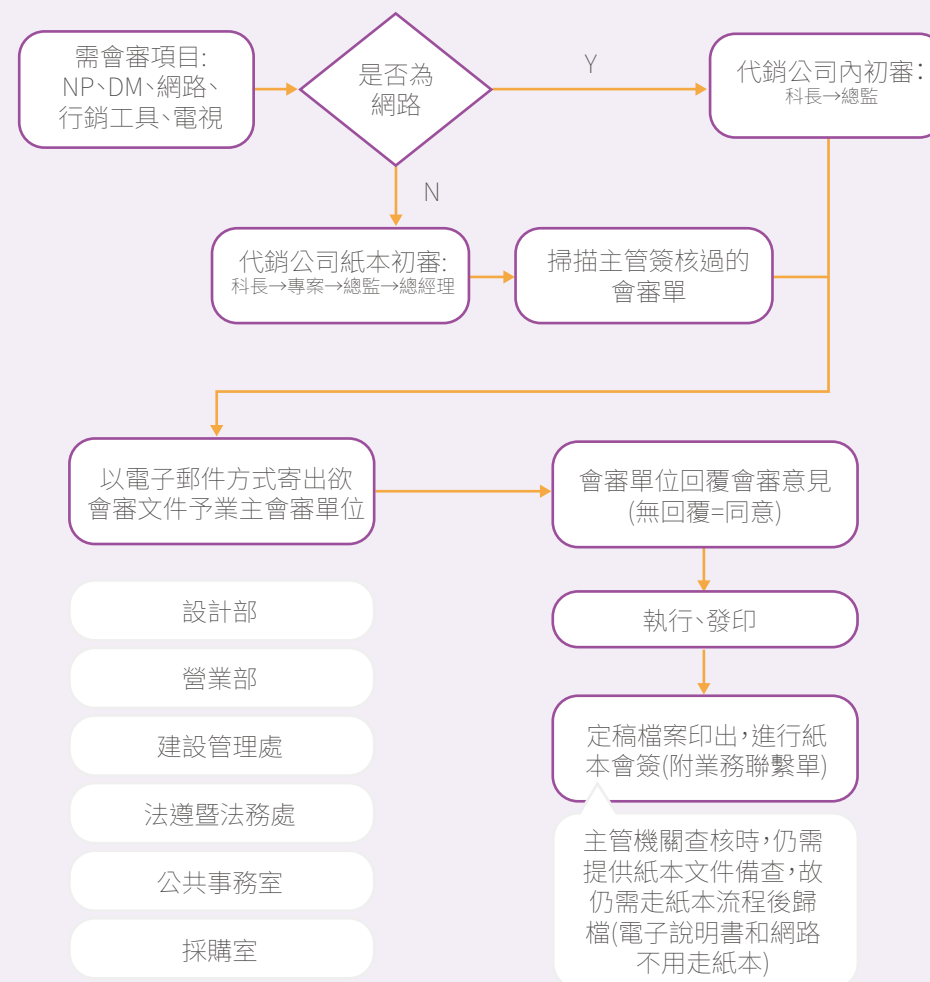 需會審項目:
NP、DM、網路、
行銷工具、電視
是否為
網路
Y
代銷公司內初審:
科長→總監
N
代銷公司紙本初審:
科長→專案→總監→總經理
掃描主管簽核過的
會審單
以電子郵件方式寄出欲
會審文件予業主會審單位
會審單位回覆會審意見
(無回覆=同意)
設計部
營業部
建設管理處
法遵暨法務處
公共事務室
採購室
執行、發印
定稿檔案印出,進行紙
本會簽(附業務聯繫單)
主管機關查核時,仍需
提供紙本文件備查,故
仍需走紙本流程後歸
檔(電子說明書和網路
不用走紙本)